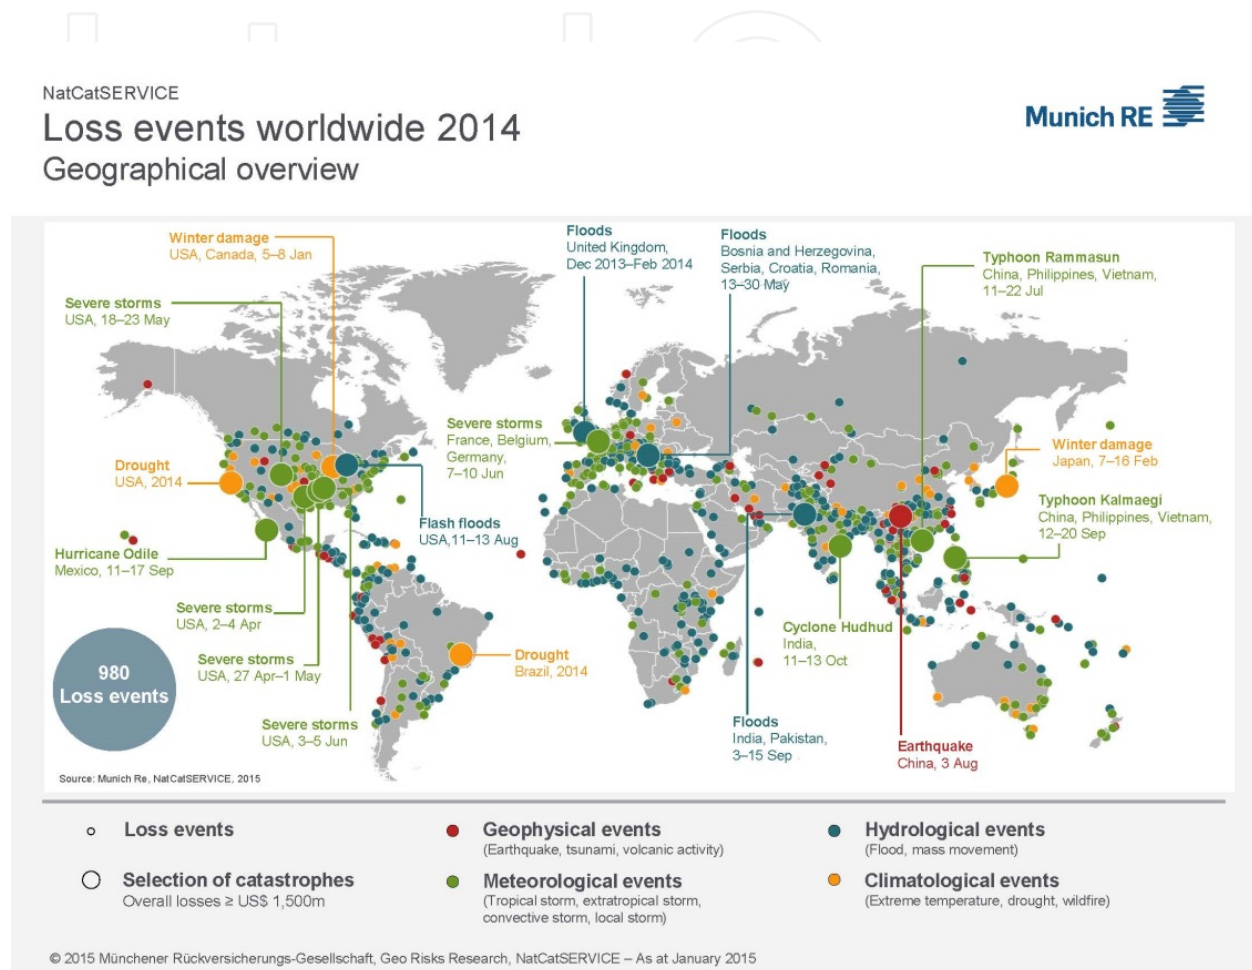 NatCatSERVICE
Loss events worldwide 2014
Geographical overview
Munich RE
Winter damage
USA, Canada, 5–8 Jan
Severe storms
USA, 18–23 May
Drought
USA, 2014
Hurricane Odile
Mexico, 11–17 Sep
Severe storms
USA, 2–4 Apr
Severe storms
USA, 27 Apr–1 May
Severe storms
USA, 3–5 Jun
Flash floods
USA,11–13 Aug
Drought
Brazil, 2014
Floods
United Kingdom,
Dec 2013–Feb 2014
Severe storms
France, Belgium,
Germany,
7–10 Jun
Floods
Bosnia and Herzegovina,
Serbia, Croatia, Romania,
13–30 May
Typhoon Rammasun
China, Philippines, Vietnam,
11–22 Jul
Winter damage
Japan, 7–16 Feb
Typhoon Kalmaegi
China, Philippines, Vietnam,
12–20 Sep
Cyclone Hudhud
India,
11–13 Oct
Floods
India, Pakistan,
3–15 Sep
Earthquake
China, 3 Aug
980
Loss events
Source: Munich Re, NatCatSERVICE, 2015
Loss events
Selection of catastrophes
Overall losses ≥ US$ 1,500m
Geophysical events
(Earthquake, tsunami, volcanic activity)
Meteorological events
(Tropical storm, extratropical storm,
convective storm, local storm)
Hydrological events
(Flood, mass movement)
Climatological events
(Extreme temperature, drought, wildfire)
© 2015 Münchener Rückversicherungs-Gesellschaft, Geo Risks Research, NatCatSERVICE – As at January 2015